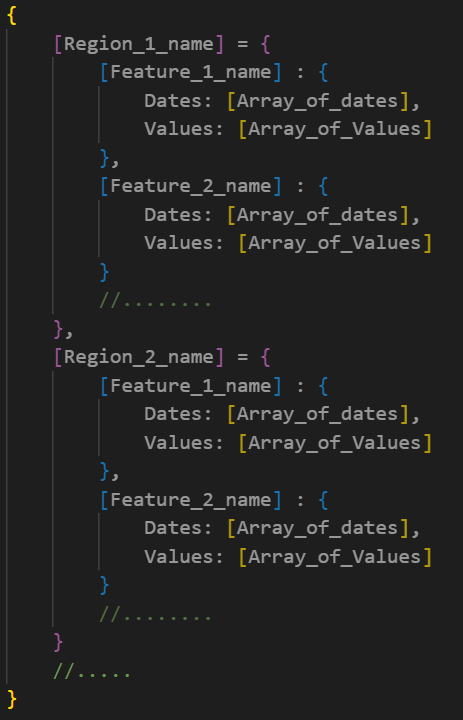 {
[Region_1_name] = {
[Feature_1_name] : {
Dates: [Array_of_dates],
Values: [Array_of_Values]
},
[Feature_2_name] : {
Dates: [Array_of_dates],
Values: [Array_of_Values]
}
//........
},
[Region_2_name] = {
[Feature_1_name] : {
Dates: [Array_of_dates],
Values: [Array_of_Values]
},
[Feature_2_name] : {
Dates: [Array_of_dates],
Values: [Array_of_Values]
}
//........
}
//.....
}